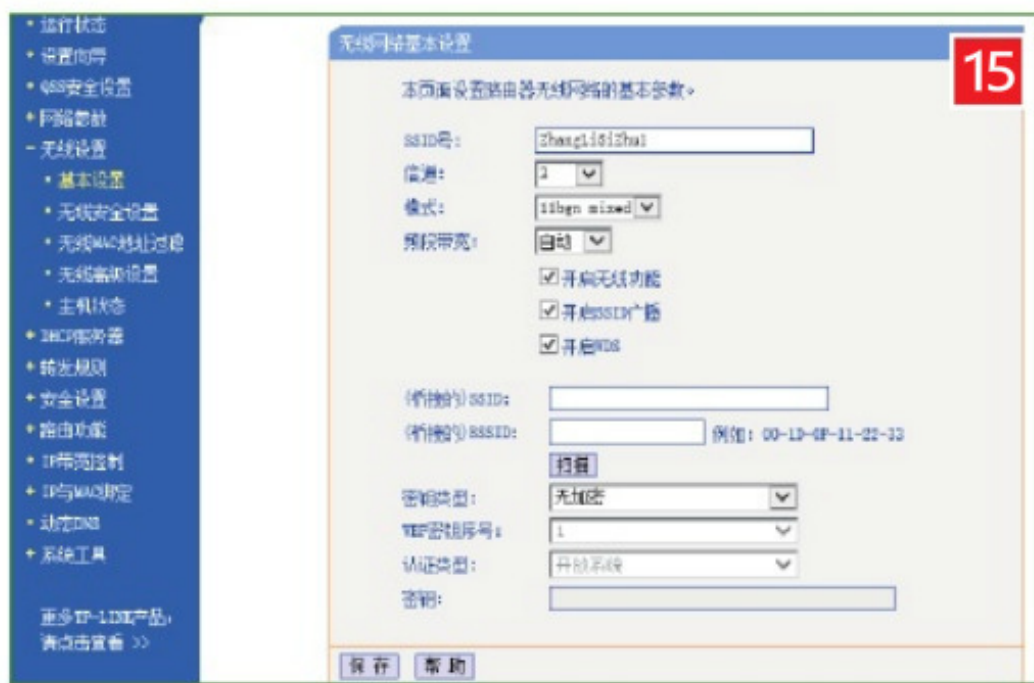 运行状态
设置向导
QSS安全设置
网络参数
无线设置
基本设置
无线安全设置
无线MAC地址过滤
无线高级设置
主机状态
DHCP服务器
转发规则
安全设置
路由功能
IP带宽控制
IP与MAC绑定
动态DNS
系统工具
更多TP-LINK产品,
请点击查看 >>
无线网络基本设置
15
本页面设置路由器无线网络的基本参数。
SSID号:
信道:
模式: 11bgn mixed
频段带宽: 自动
开启无线功能
开启SSID广播
开启WDS
(桥接的)SSID:
(桥接的)BSSID: 例如: 00-1D-0F-11-22-33
扫描
密钥类型: 无加密
WEP密钥序号: 1
认证类型: 开放系统
密钥:
保存 帮助